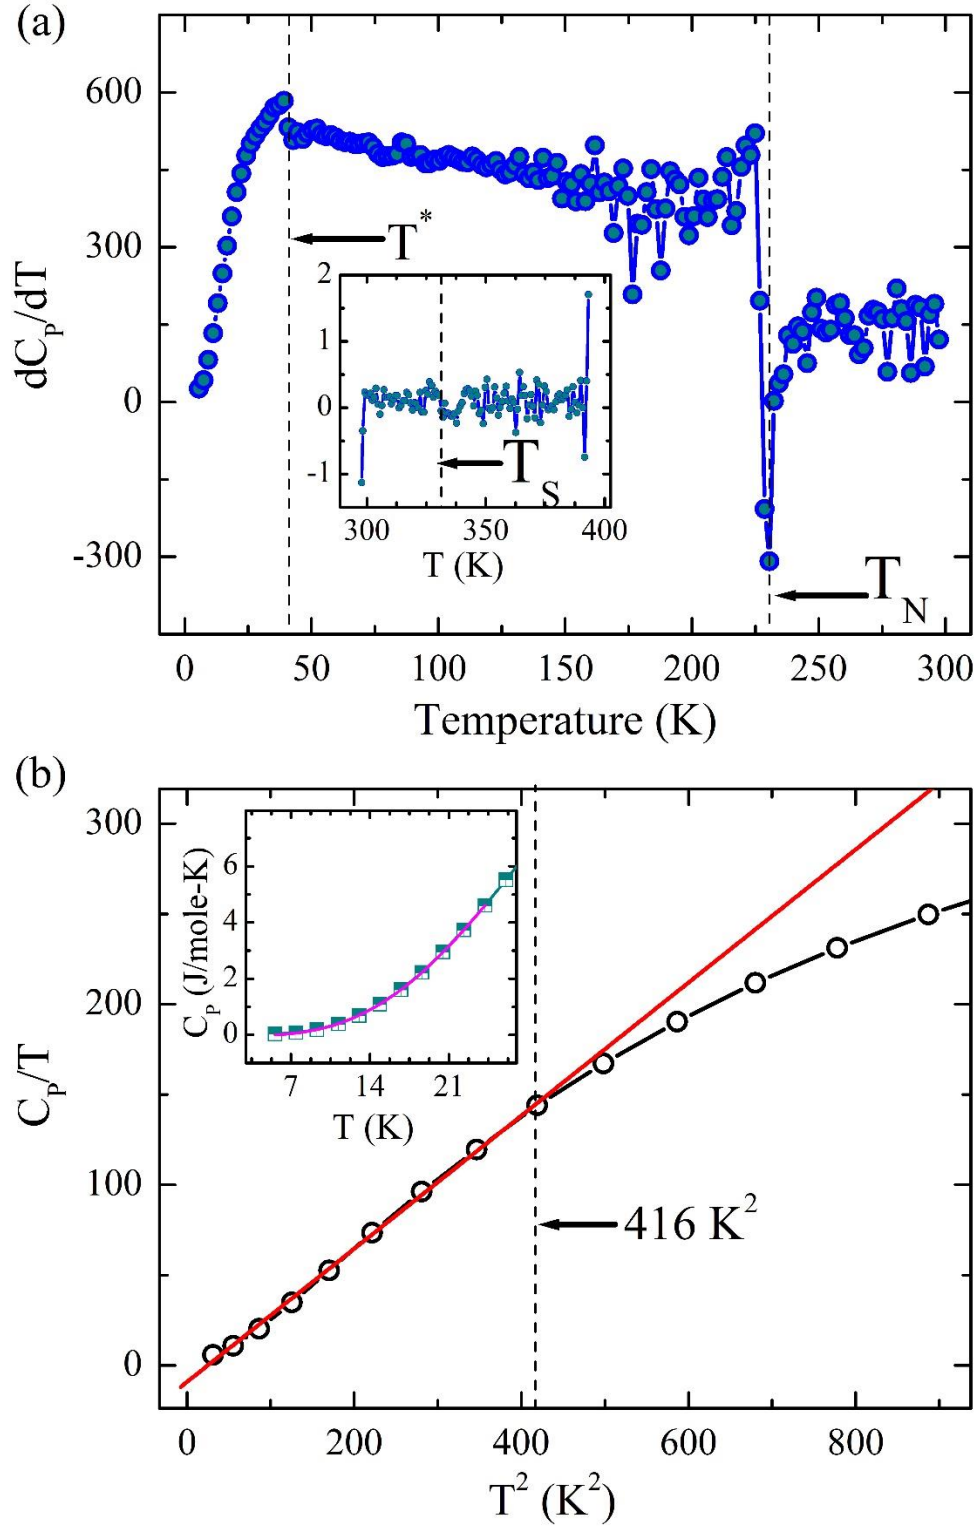 (a)
600
300
0
-300
dC_P/dT
T*
2
1
0
-1
T_S
300 350 400
T (K)
T_N
0 50 100 150 200 250 300
Temperature (K)
(b)
300
200
100
0
C_P/T
6
4
2
0
C_P (J/mole-K)
7 14 21
T (K)
416 K²
0 200 400 600 800
T² (K²)